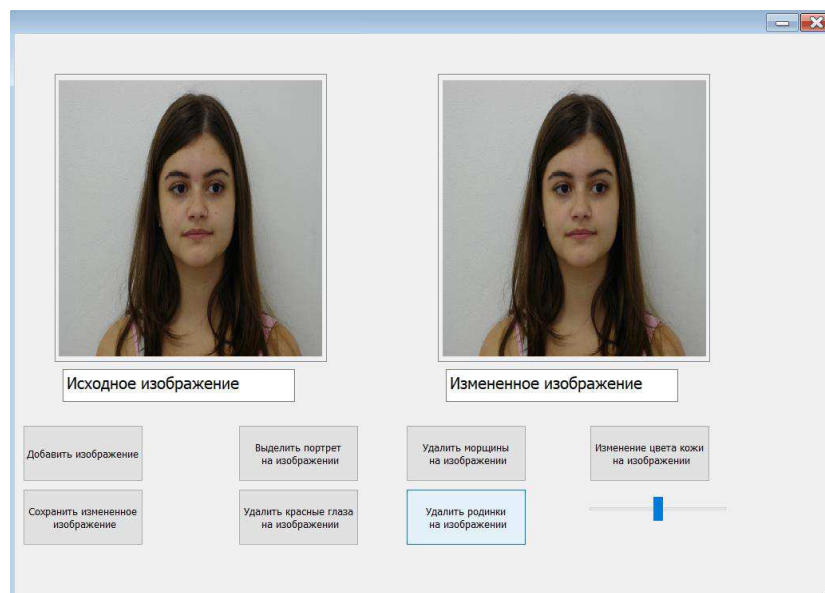 Исходное изображение
Измененное изображение
Добавить изображение
Выделить портрет
на изображении
Удалить морщины
на изображении
Изменение цвета кожи
на изображении
Сохранить измененное
изображение
Удалить красные глаза
на изображении
Удалить родинки
на изображении